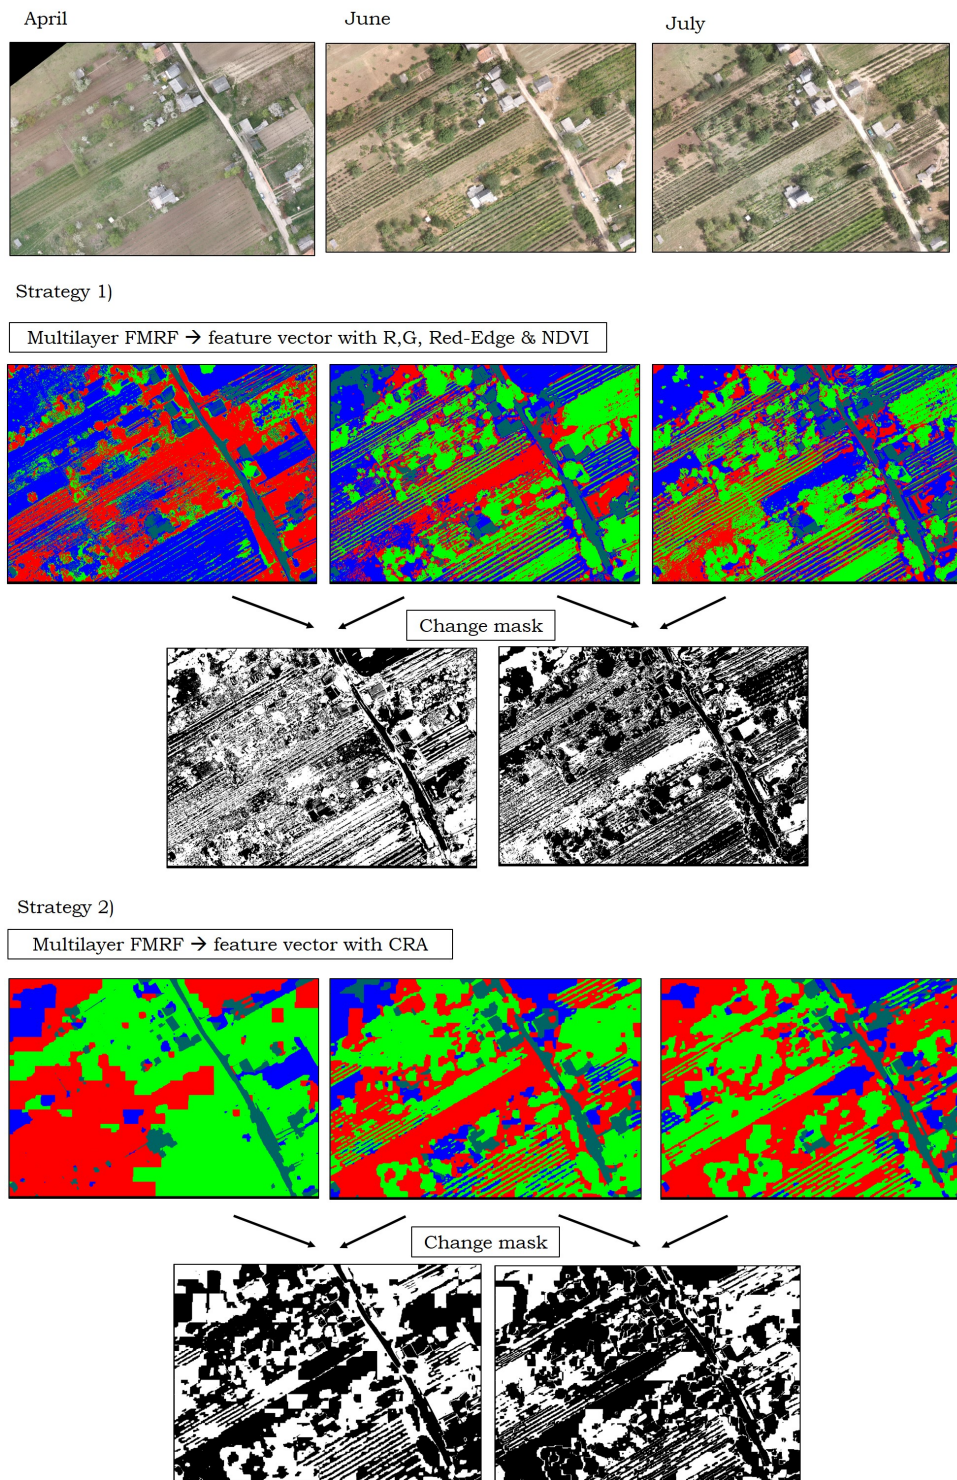 April
June
July
Strategy 1)
Multilayer FMRF → feature vector with R,G, Red-Edge & NDVI
Change mask
Strategy 2)
Multilayer FMRF → feature vector with CRA
Change mask